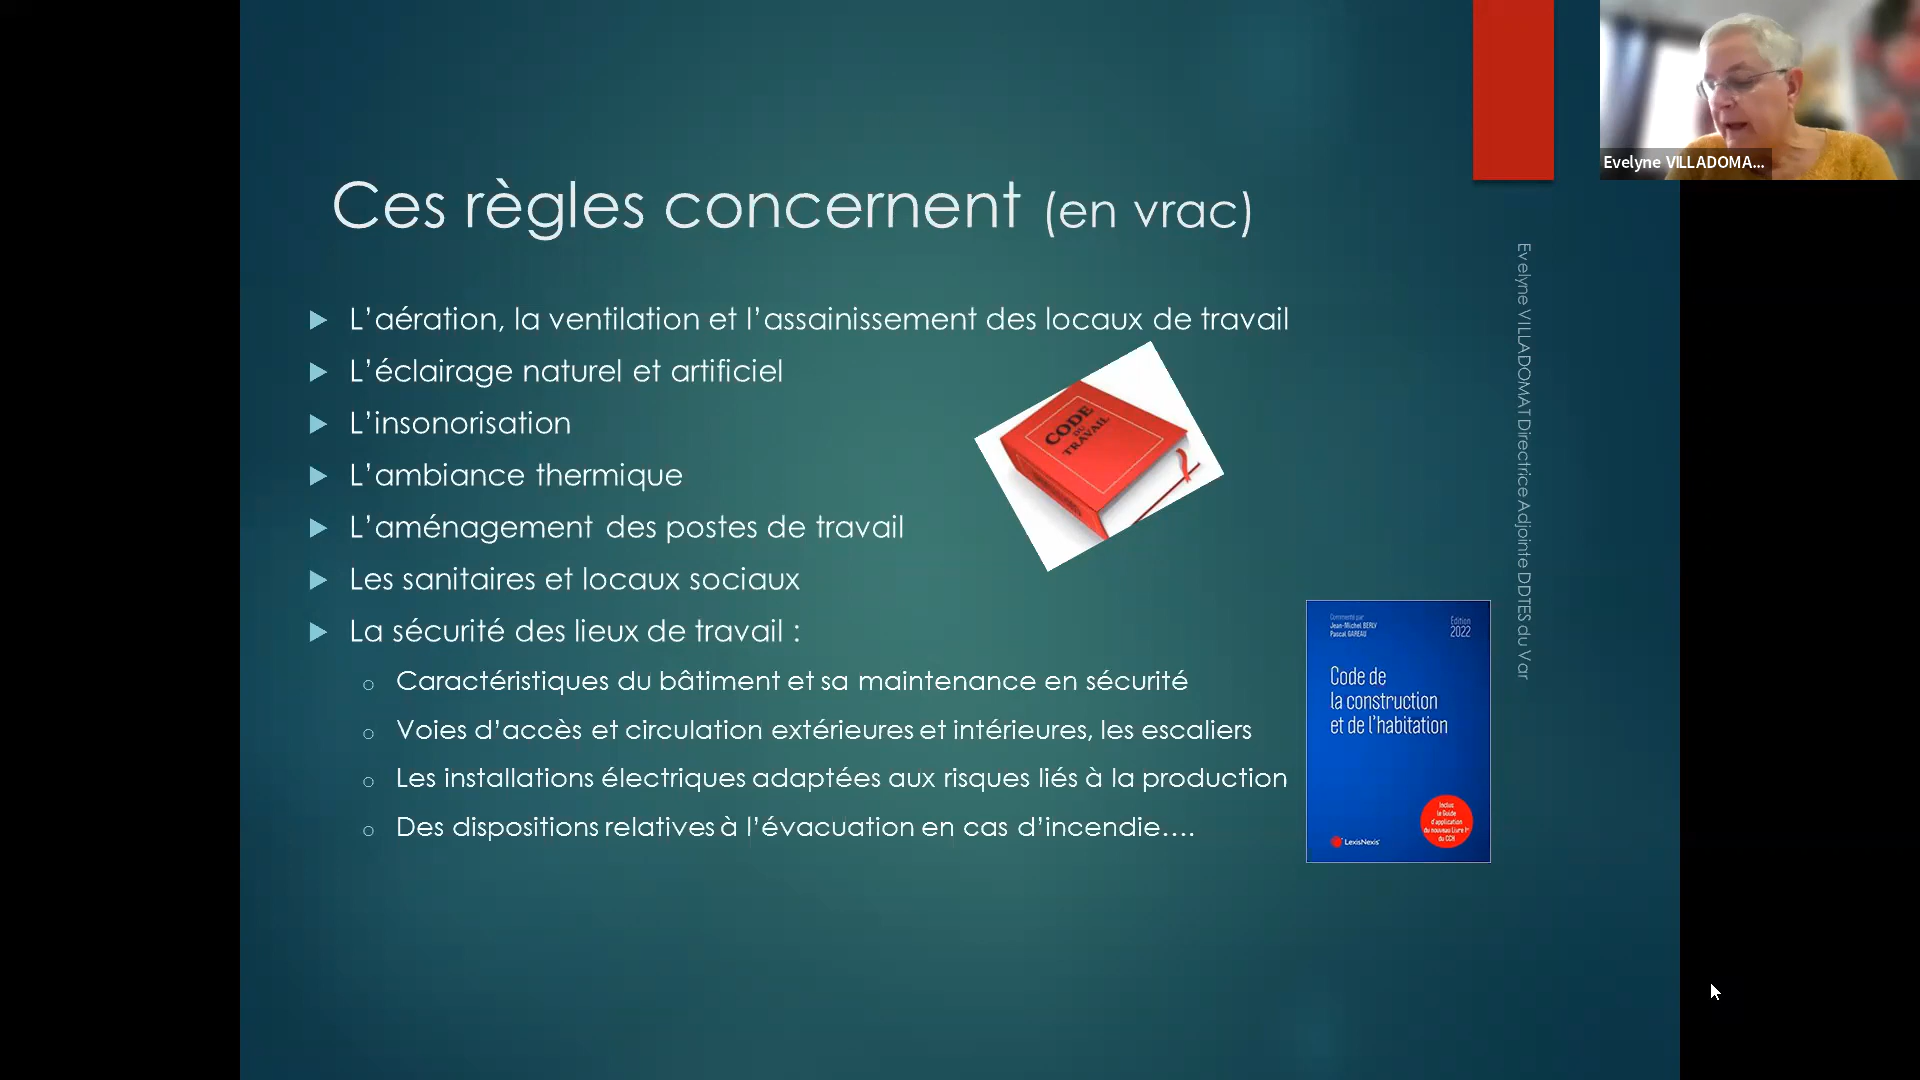 Ces règles concernent (en vrac)
L’aération, la ventilation et l’assainissement des locaux de travail
L’éclairage naturel et artificiel
L’insonorisation
L’ambiance thermique
L’aménagement des postes de travail
Les sanitaires et locaux sociaux
La sécurité des lieux de travail :
Caractéristiques du bâtiment et sa maintenance en sécurité
Voies d’accès et circulation extérieures et intérieures, les escaliers
Les installations électriques adaptées aux risques liés à la production
Des dispositions relatives à l’évacuation en cas d’incendie....
CODE
DU
TRAVAIL
Commenté par
Jean-Michel BERLY
Pascal GAREAU
Édition
2022
Code de
la construction
et de l’habitation
Inclus
le Guide
d’application
du nouveau Livre Iᵉʳ
du CCH
LexisNexis
Evelyne VILLADOMAT Directrice Adjointe DDTES du Var
Evelyne VILLADOMA...